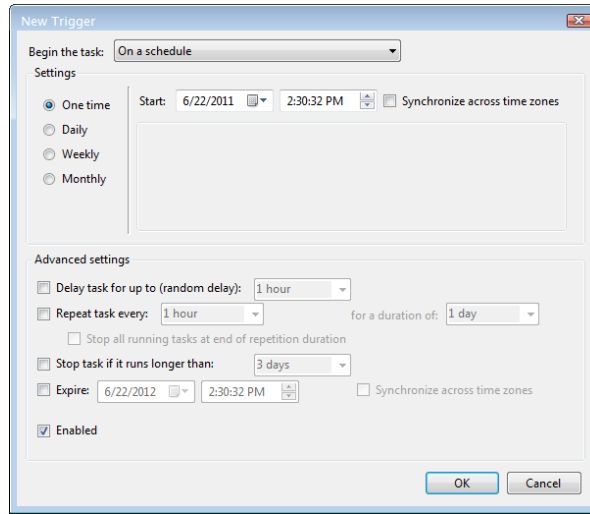 New Trigger
Begin the task: On a schedule
Settings
One time
Start: 6/22/2011 2:30:32 PM Synchronize across time zones
Daily
Weekly
Monthly
Advanced settings
Delay task for up to (random delay): 1 hour
Repeat task every: 1 hour for a duration of: 1 day
Stop all running tasks at end of repetition duration
Stop task if it runs longer than: 3 days
Expire: 6/22/2012 2:30:32 PM Synchronize across time zones
Enabled
OK Cancel